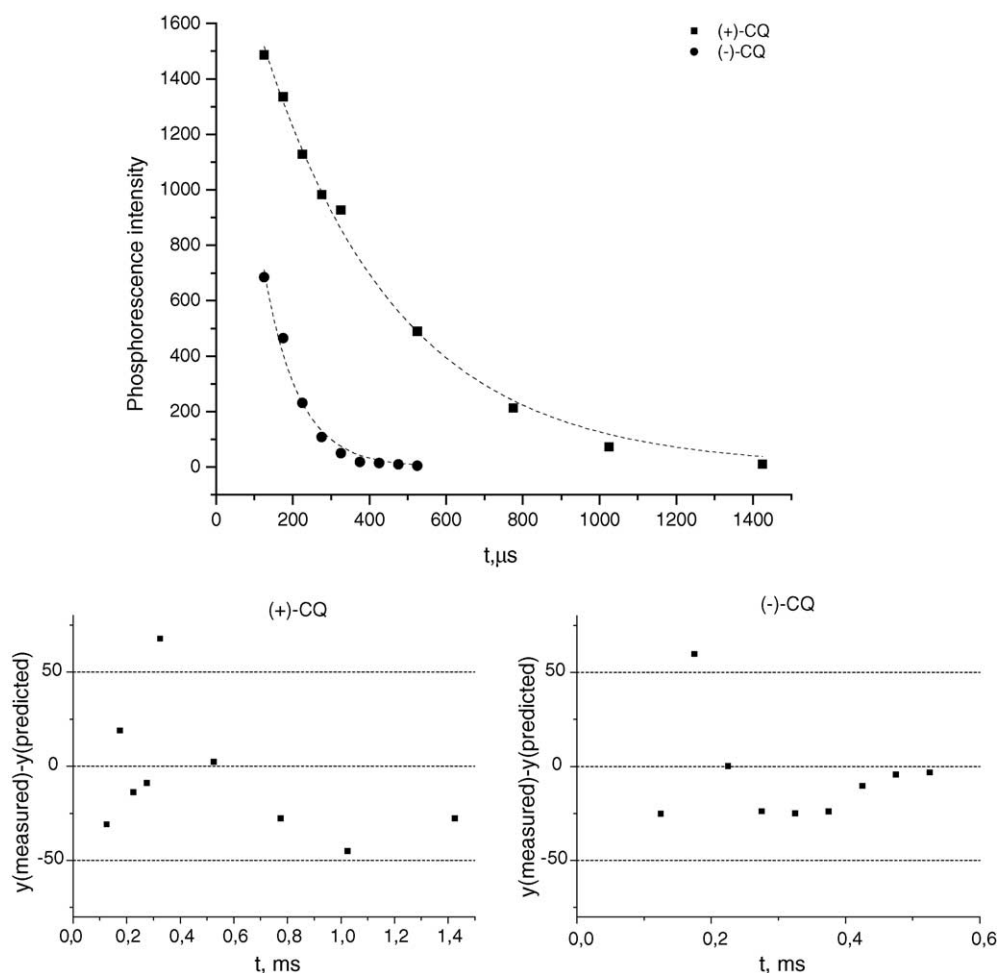 (+)-CQ
(-)-CQ
Phosphorescence intensity
1600
1400
1200
1000
800
600
400
200
0
0 200 400 600 800 1000 1200 1400
t,μs
(+)-CQ
y(measured)-y(predicted)
50
0
-50
0,0 0,2 0,4 0,6 0,8 1,0 1,2 1,4
t, ms
(-)-CQ
y(measured)-y(predicted)
50
0
-50
0,0 0,2 0,4 0,6
t, ms